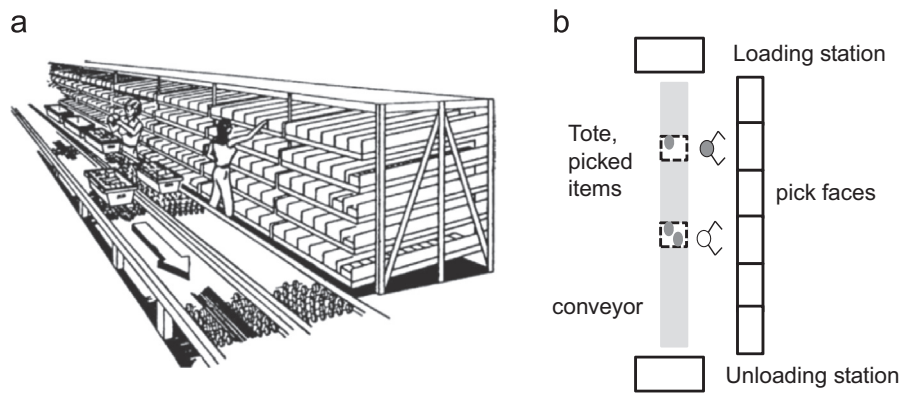 a
b
Loading station
Tote,
picked
items
pick faces
conveyor
Unloading station